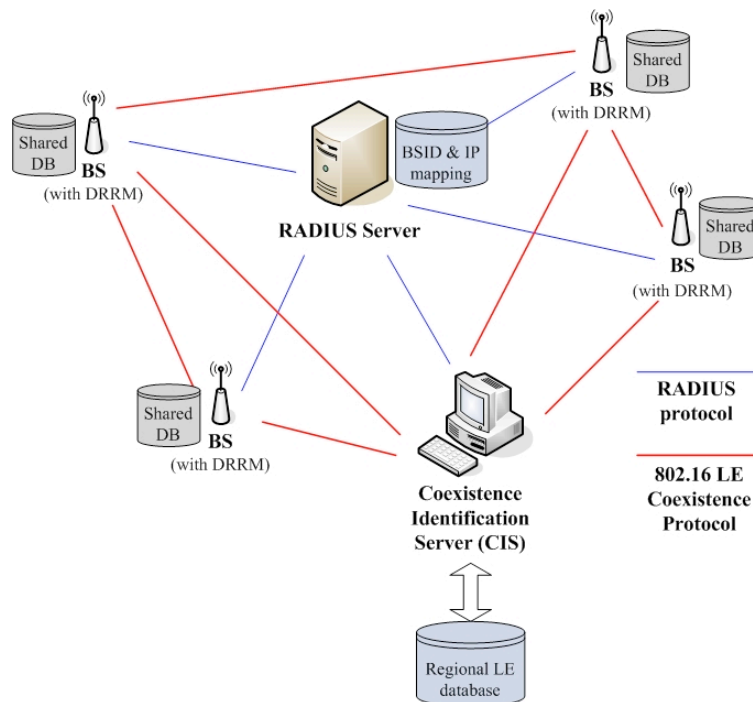 Shared
DB
BS
(with DRRM)
BSID & IP
mapping
RADIUS Server
Shared
DB
BS
(with DRRM)
Shared
DB
BS
(with DRRM)
Shared
DB
BS
(with DRRM)
RADIUS
protocol
802.16 LE
Coexistence
Protocol
Coexistence
Identification
Server (CIS)
Regional LE
database